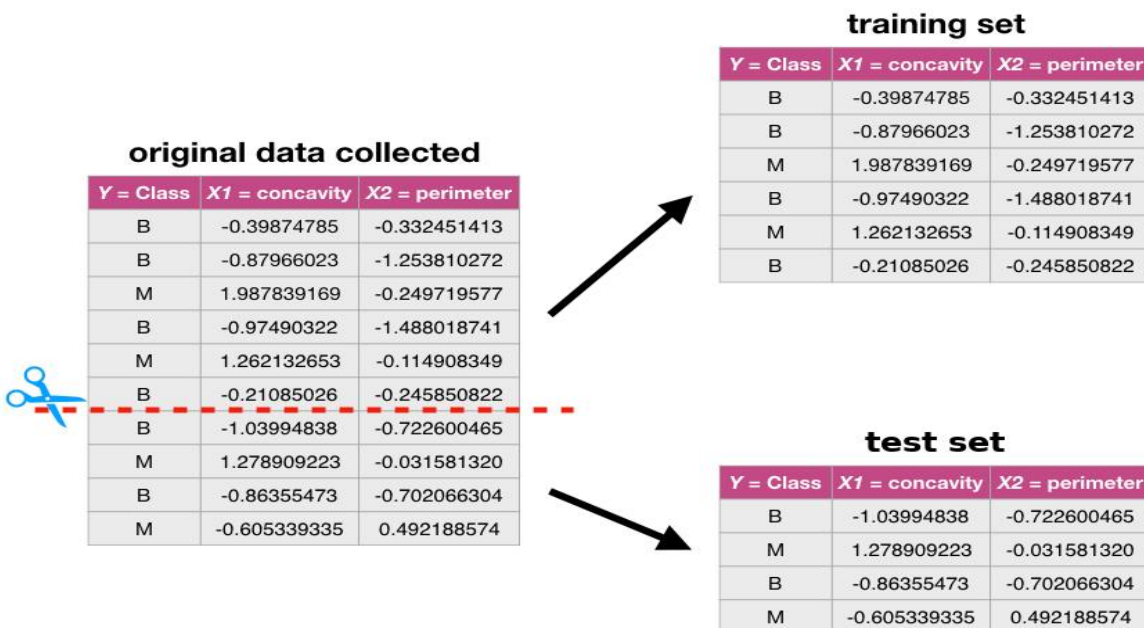 original data collected
Y = Class X1 = concavity X2 = perimeter
B -0.39874785 -0.332451413
B -0.87966023 -1.253810272
M 1.987839169 -0.249719577
B -0.97490322 -1.488018741
M 1.262132653 -0.114908349
B -0.21085026 -0.245850822
B -1.03994838 -0.722600465
M 1.278909223 -0.031581320
B -0.86355473 -0.702066304
M -0.605339335 0.492188574
training set
Y = Class X1 = concavity X2 = perimeter
B -0.39874785 -0.332451413
B -0.87966023 -1.253810272
M 1.987839169 -0.249719577
B -0.97490322 -1.488018741
M 1.262132653 -0.114908349
B -0.21085026 -0.245850822
test set
Y = Class X1 = concavity X2 = perimeter
B -1.03994838 -0.722600465
M 1.278909223 -0.031581320
B -0.86355473 -0.702066304
M -0.605339335 0.492188574